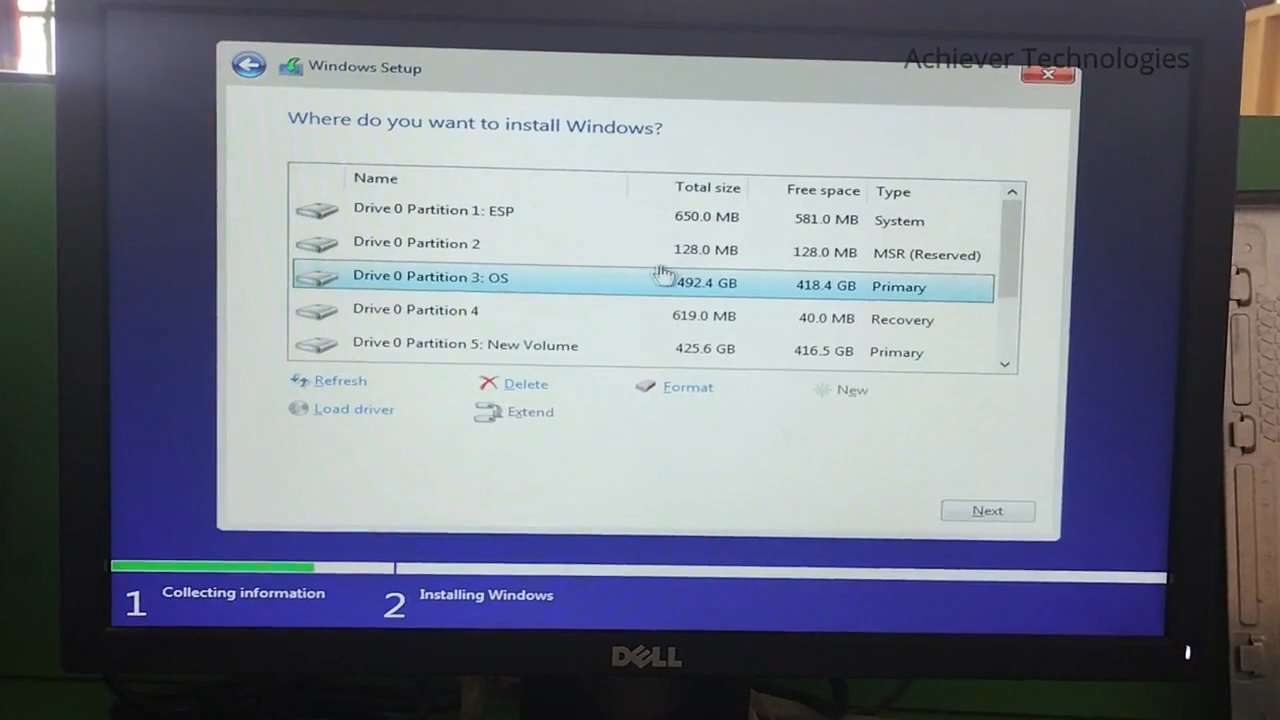 Achiever Technologies
Windows Setup
Where do you want to install Windows?
Name Total size Free space Type
Drive 0 Partition 1: ESP 650.0 MB 581.0 MB System
Drive 0 Partition 2 128.0 MB 128.0 MB MSR (Reserved)
Drive 0 Partition 3: OS 492.4 GB 418.4 GB Primary
Drive 0 Partition 4 619.0 MB 40.0 MB Recovery
Drive 0 Partition 5: New Volume 425.6 GB 416.5 GB Primary
Refresh Delete Format New
Load driver Extend
Next
1 Collecting information 2 Installing Windows
DELL